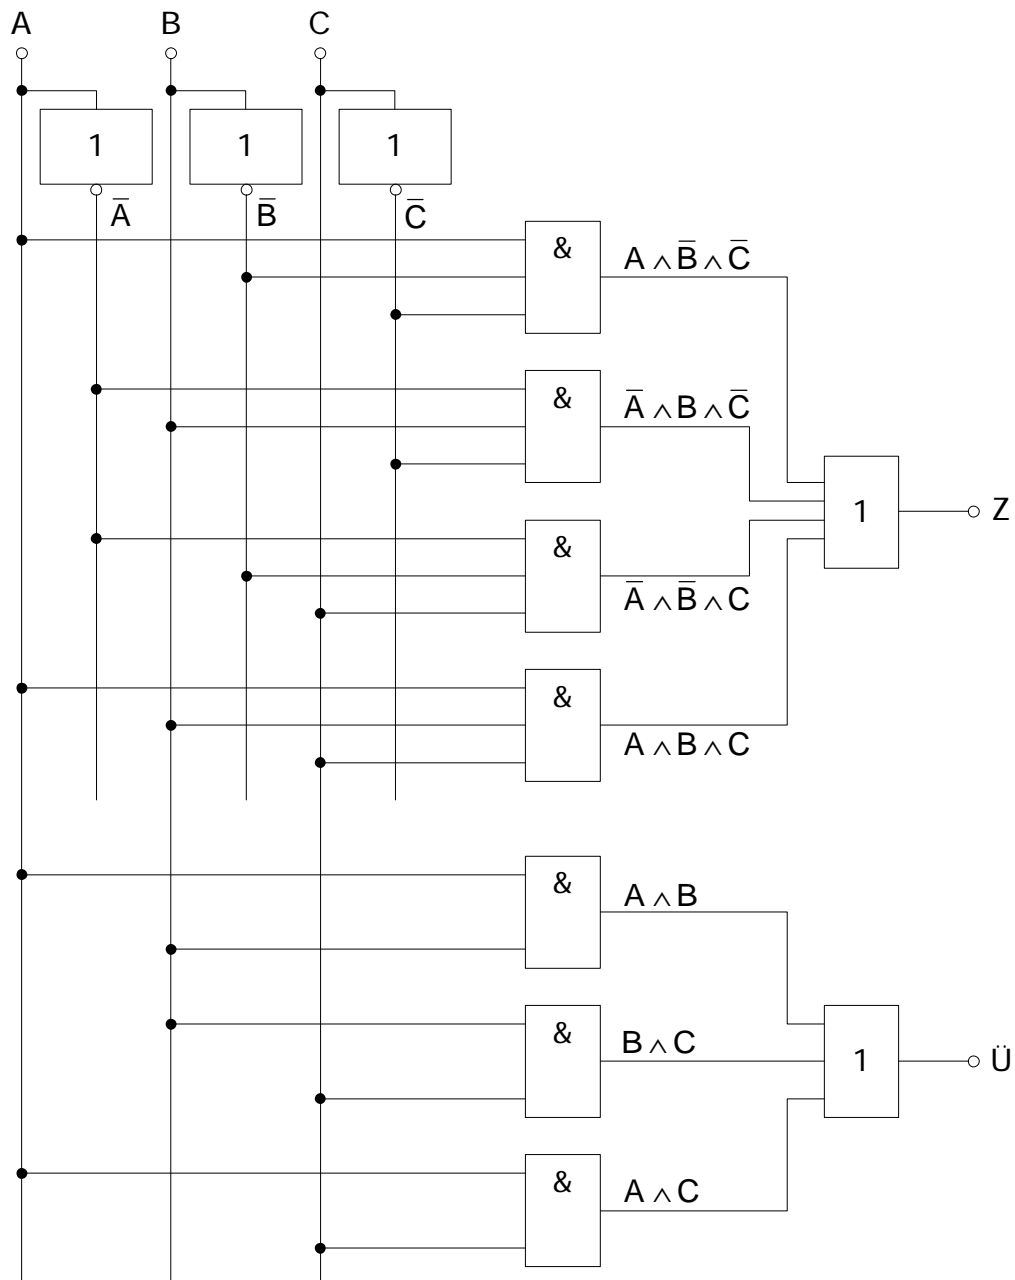 A B C
1 1 1
A̅ B̅ C̅
& A ∧ B̅ ∧ C̅
& A̅ ∧ B ∧ C̅
1 Z
& A̅ ∧ B̅ ∧ C
& A ∧ B ∧ C
& A ∧ B
& B ∧ C
1 Ü
& A ∧ C